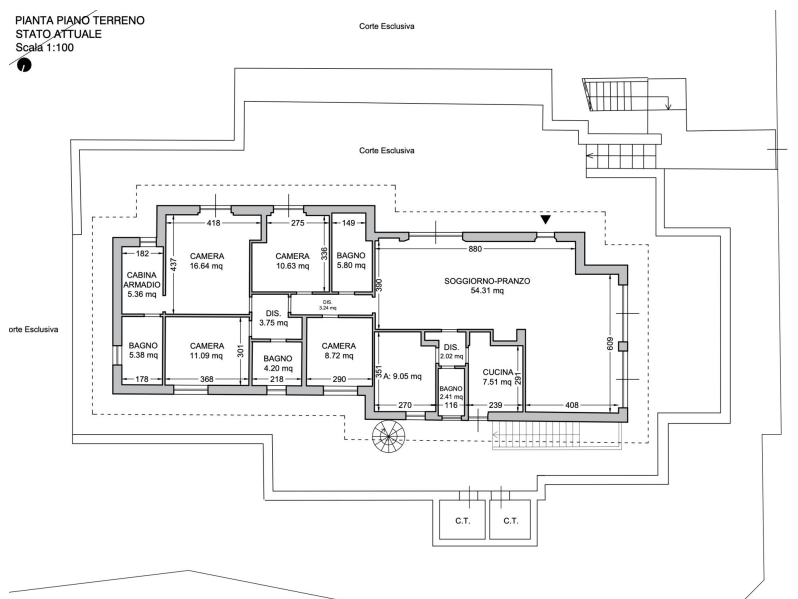 PIANTA PIANO TERRENO
STATO ATTUALE
Scala 1:100
Corte Esclusiva
Corte Esclusiva
418
275
149
880
182
CAMERA
16.64 mq
437
CAMERA
10.63 mq
336
BAGNO
5.80 mq
390
CABINA
ARMADIO
5.36 mq
SOGGIORNO-PRANZO
54.31 mq
DIS.
3.24 mq
DIS.
3.75 mq
orte Esclusiva
BAGNO
5.38 mq
CAMERA
11.09 mq
301
BAGNO
4.20 mq
CAMERA
8.72 mq
351
A: 9.05 mq
DIS.
2.02 mq
CUCINA
7.51 mq
291
609
BAGNO
2.41 mq
178
368
218
290
270
116
239
408
C.T.
C.T.